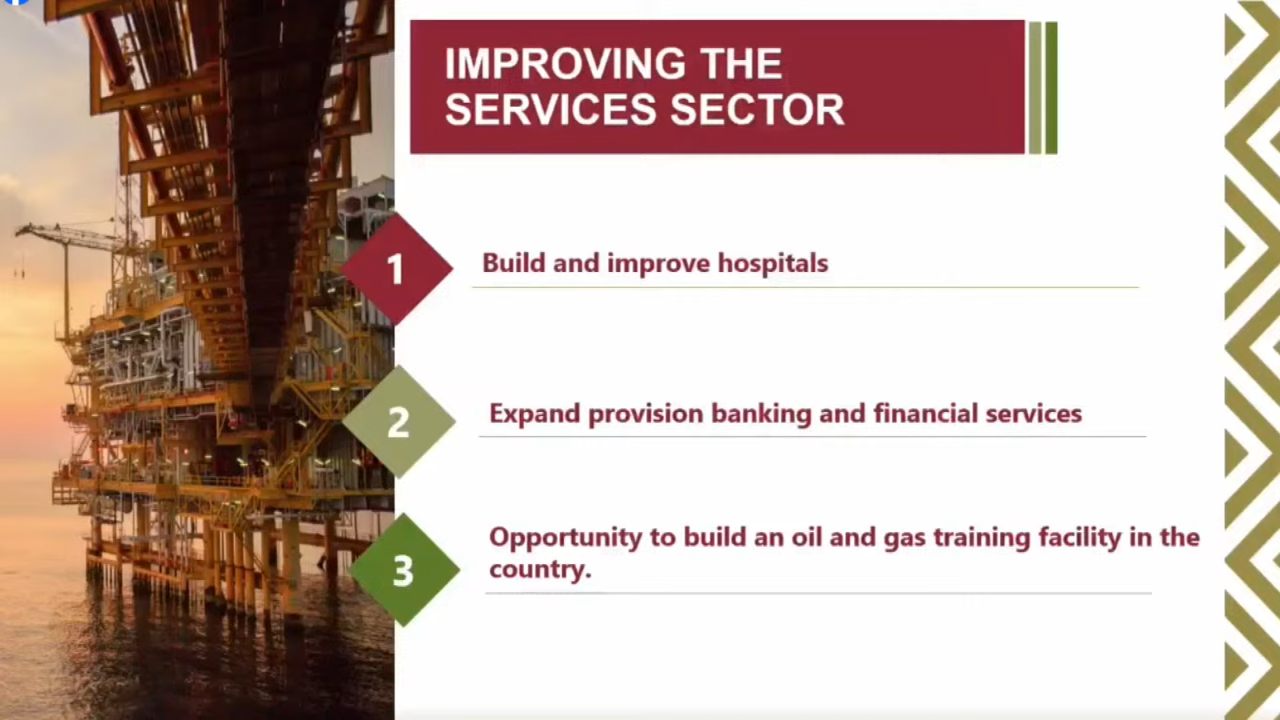 IMPROVING THE
SERVICES SECTOR
1
Build and improve hospitals
2
Expand provision banking and financial services
3
Opportunity to build an oil and gas training facility in the
country.